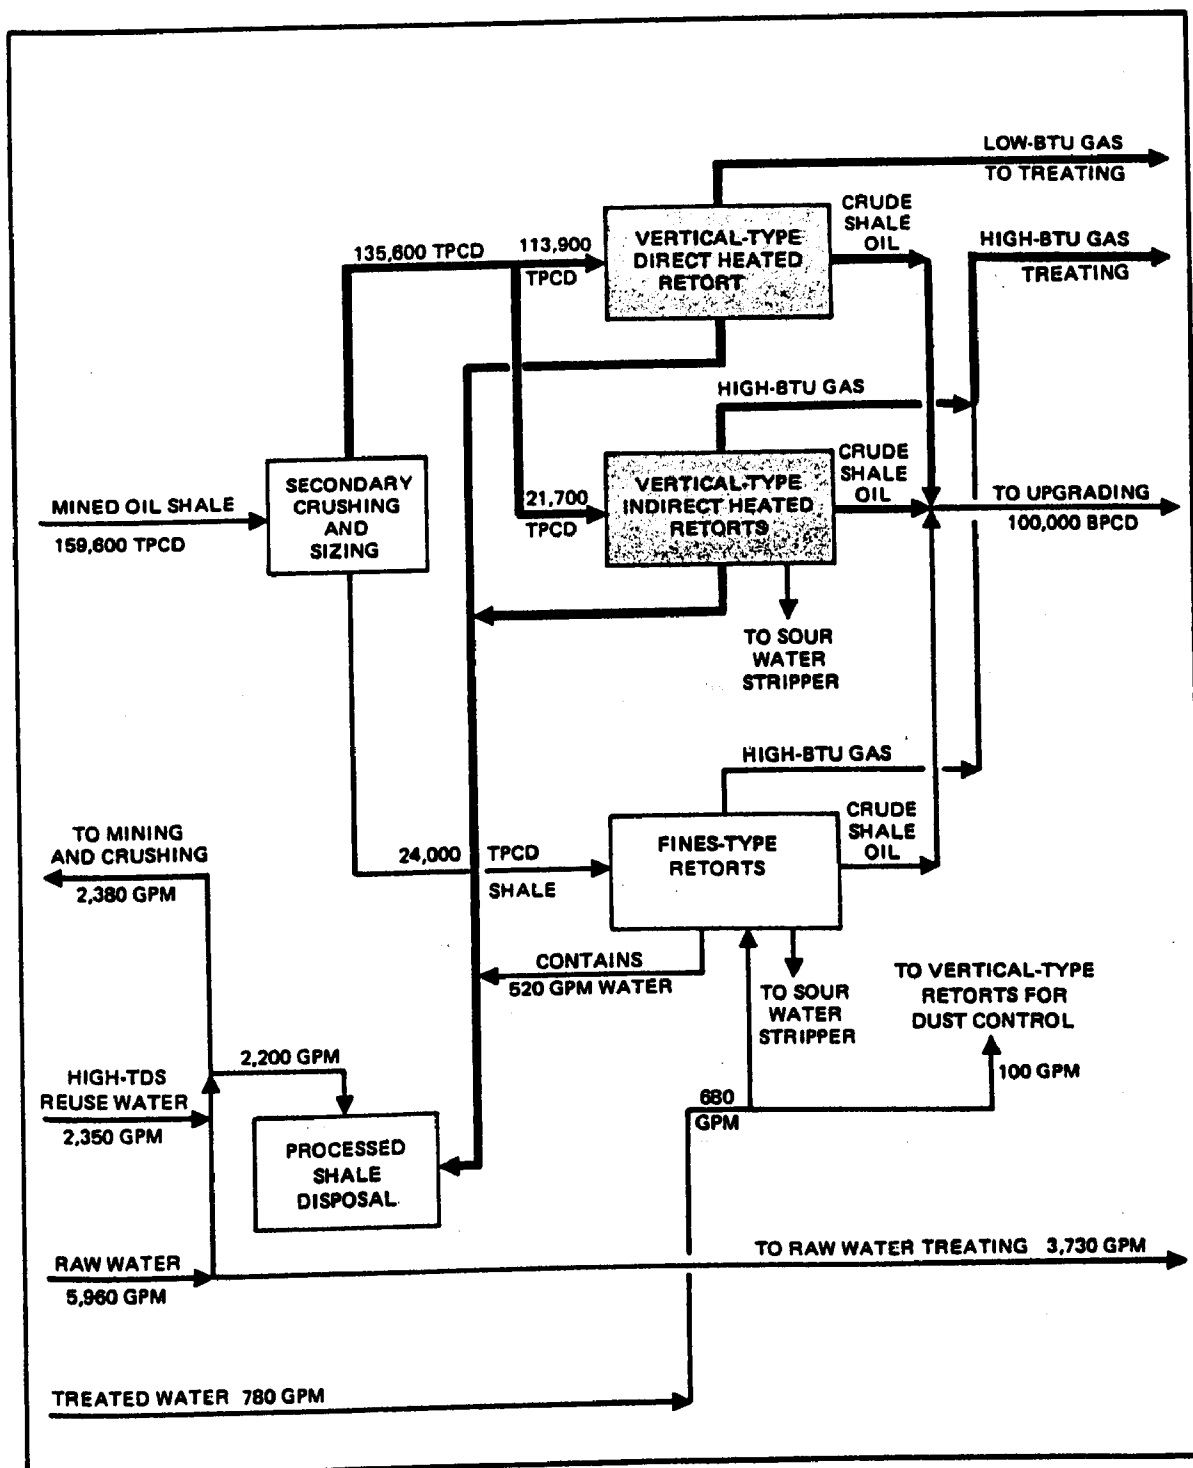 LOW-BTU GAS
TO TREATING
CRUDE
SHALE
OIL
HIGH-BTU GAS
TREATING
135,600 TPCD
113,900
TPCD
VERTICAL-TYPE
DIRECT HEATED
RETORT
HIGH-BTU GAS
CRUDE
SHALE
OIL
MINED OIL SHALE
159,600 TPCD
SECONDARY
CRUSHING
AND
SIZING
21,700
TPCD
VERTICAL-TYPE
INDIRECT HEATED
RETORTS
TO UPGRADING
100,000 BPCD
TO SOUR
WATER
STRIPPER
HIGH-BTU GAS
CRUDE
SHALE
OIL
TO MINING
AND CRUSHING
2,380 GPM
24,000 TPCD
SHALE
FINES-TYPE
RETORTS
CONTAINS
520 GPM WATER
TO SOUR
WATER
STRIPPER
TO VERTICAL-TYPE
RETORTS FOR
DUST CONTROL
100 GPM
2,200 GPM
HIGH-TDS
REUSE WATER
2,350 GPM
680
GPM
PROCESSED
SHALE
DISPOSAL
RAW WATER
5,960 GPM
TO RAW WATER TREATING 3,730 GPM
TREATED WATER 780 GPM